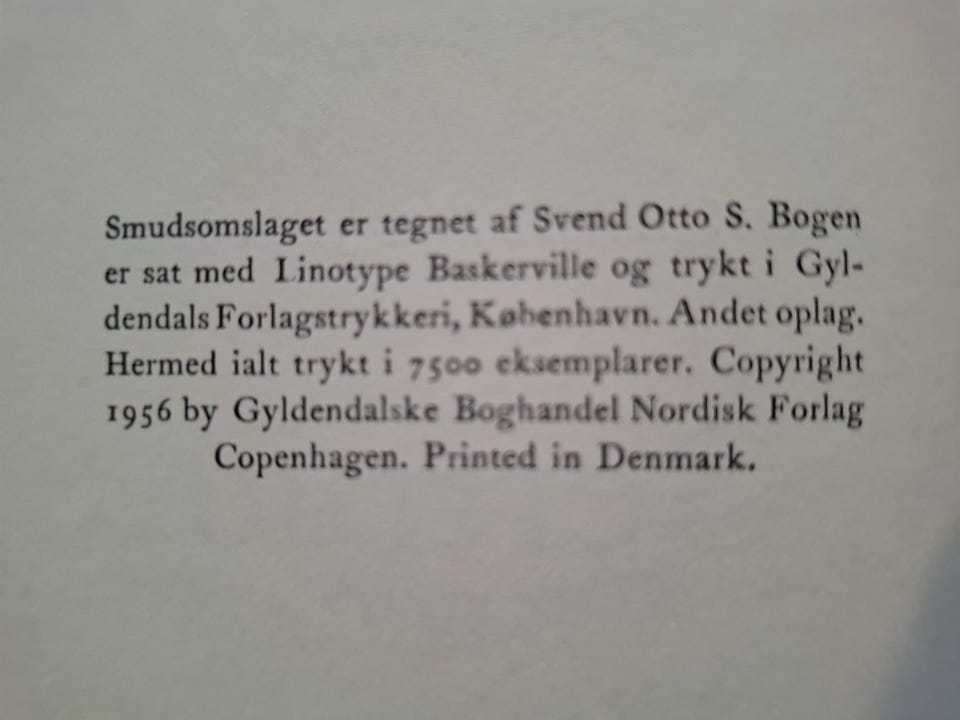 Smudsomslaget er tegnet af Svend Otto S. Bogen
er sat med Linotype Baskerville og trykt i Gyl-
dendals Forlagstrykkeri, København. Andet oplag.
Hermed ialt trykt i 7500 eksemplarer. Copyright
1956 by Gyldendalske Boghandel Nordisk Forlag
Copenhagen. Printed in Denmark.